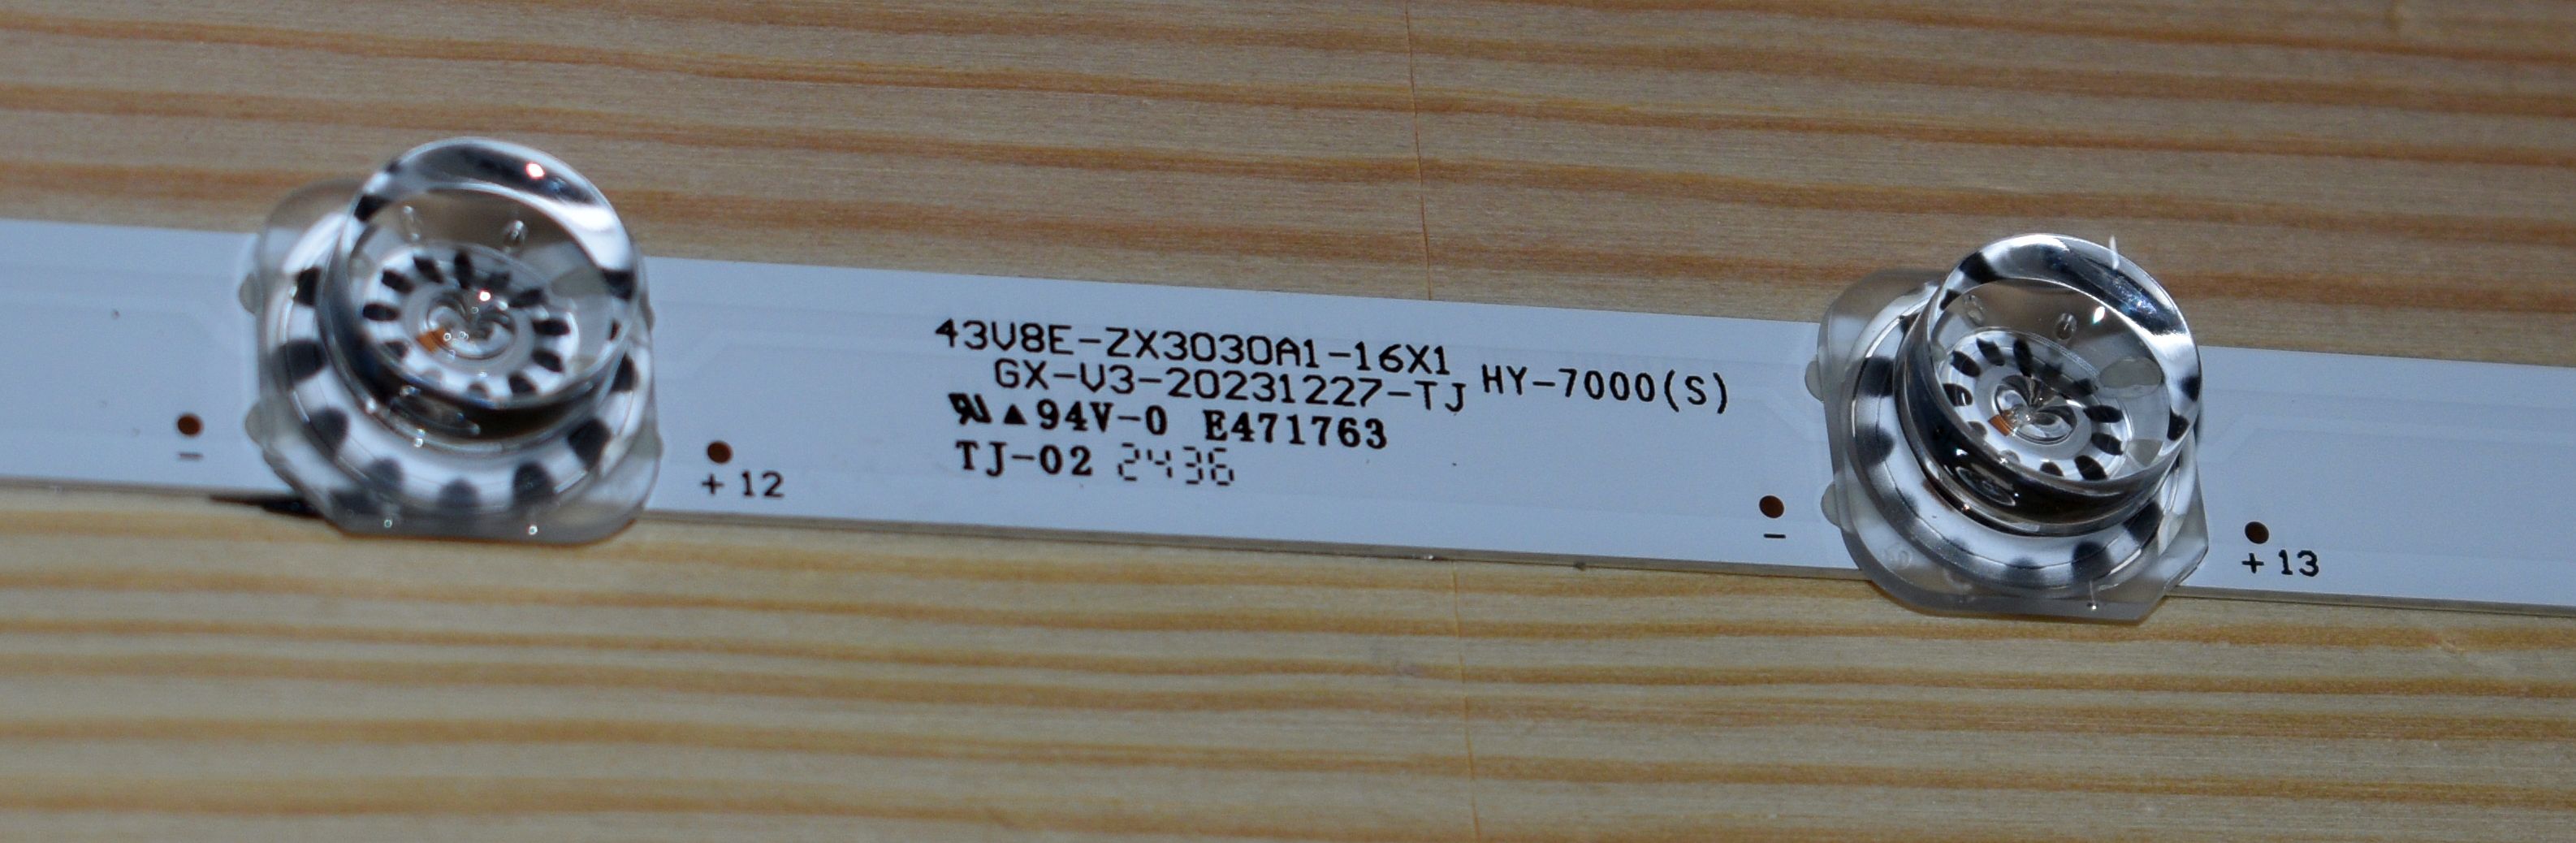 43V8E-ZX3030A1-16X1
GX-V3-20231227-TJ HY-7000(S)
94V-0 E471763
TJ-02 2436
-
+ 12
-
+ 13